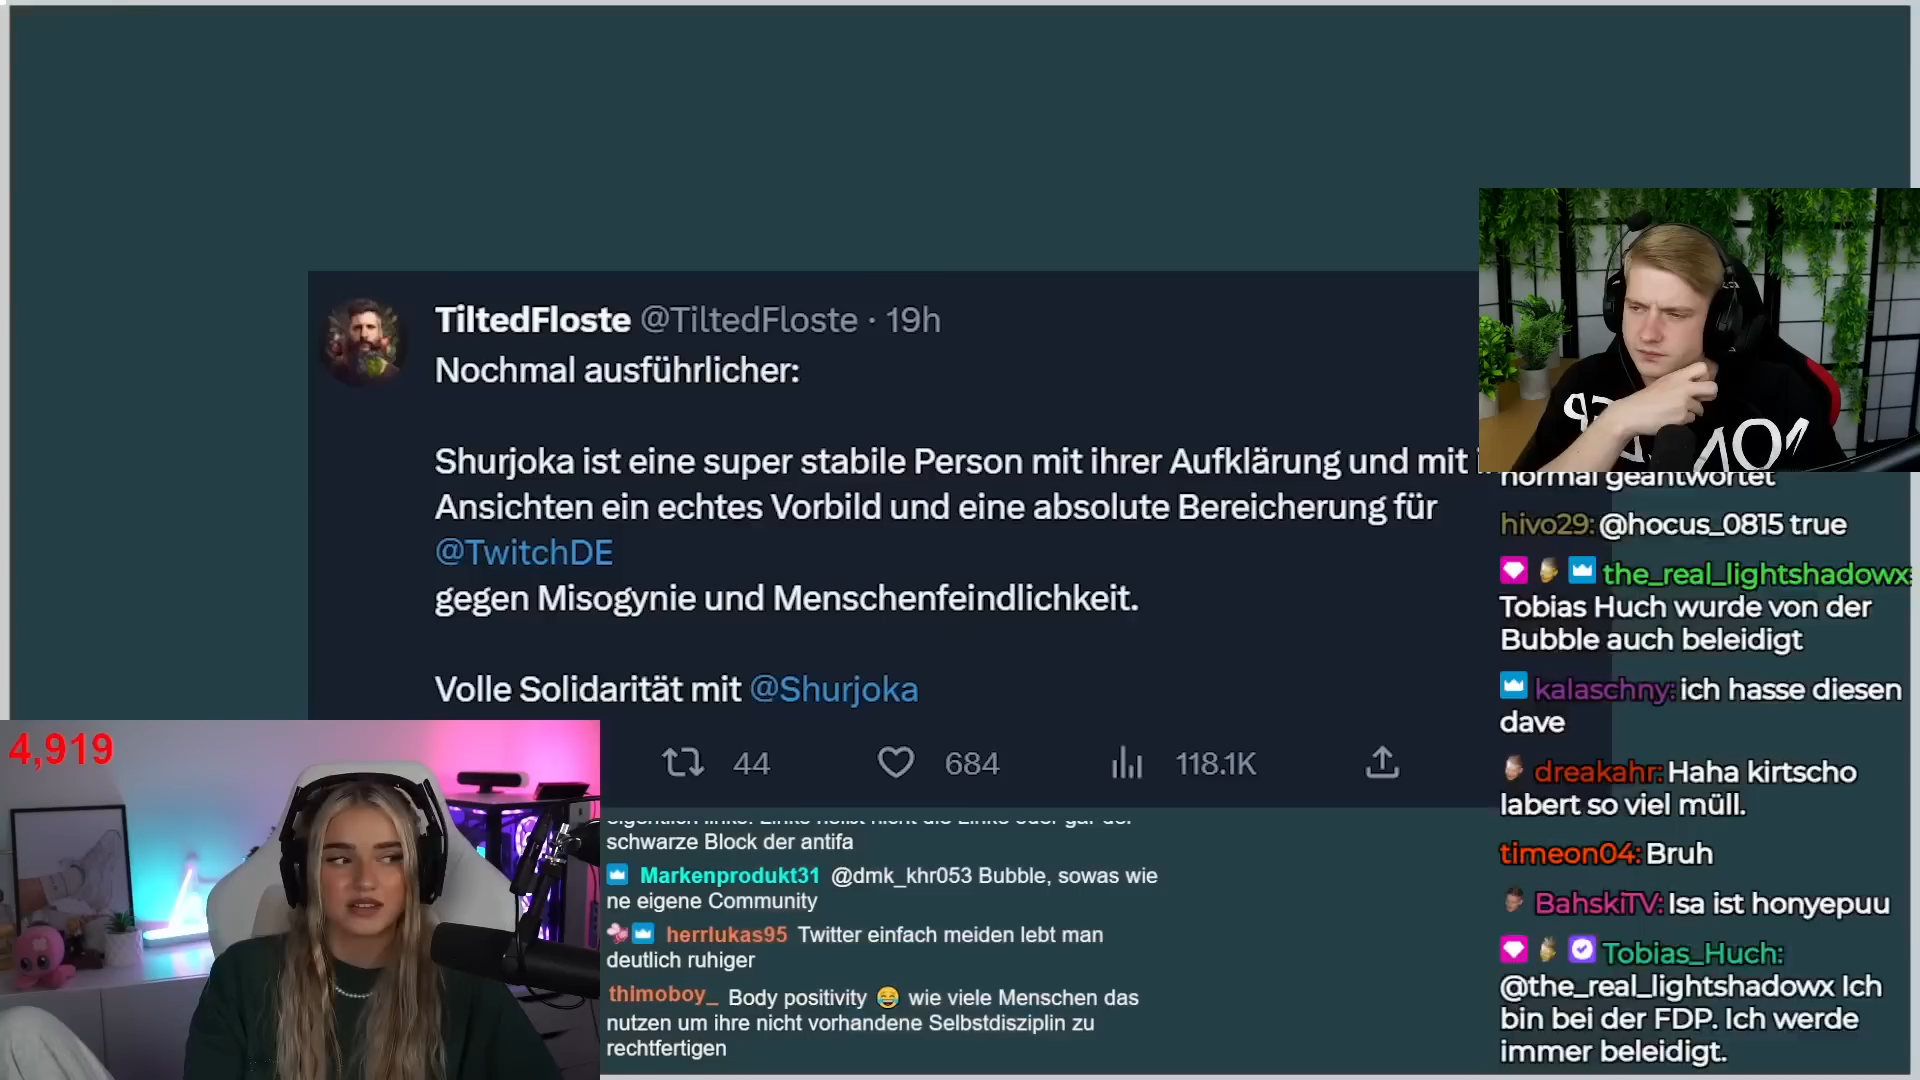 TiltedFloste @TiltedFloste · 19h
Nochmal ausführlicher:
Shurjoka ist eine super stabile Person mit ihrer Aufklärung und mit
Ansichten ein echtes Vorbild und eine absolute Bereicherung für
@TwitchDE
gegen Misogynie und Menschenfeindlichkeit.
Volle Solidarität mit @Shurjoka
44 684 118.1K
4,919
schwarze Block der antifa
Markenprodukt31 @dmk_khr053 Bubble, sowas wie
ne eigene Community
herrlukas95 Twitter einfach meiden lebt man
deutlich ruhiger
thimoboy_ Body positivity 😂 wie viele Menschen das
nutzen um ihre nicht vorhandene Selbstdisziplin zu
rechtfertigen
normal geantwortet
hivo29: @hocus_0815 true
the_real_lightshadowx:
Tobias Huch wurde von der
Bubble auch beleidigt
kalaschny: ich hasse diesen
dave
dreakahr: Haha kirtscho
labert so viel müll.
timeon04: Bruh
BahskiTV: Isa ist honyepuu
Tobias_Huch:
@the_real_lightshadowx Ich
bin bei der FDP. Ich werde
immer beleidigt.